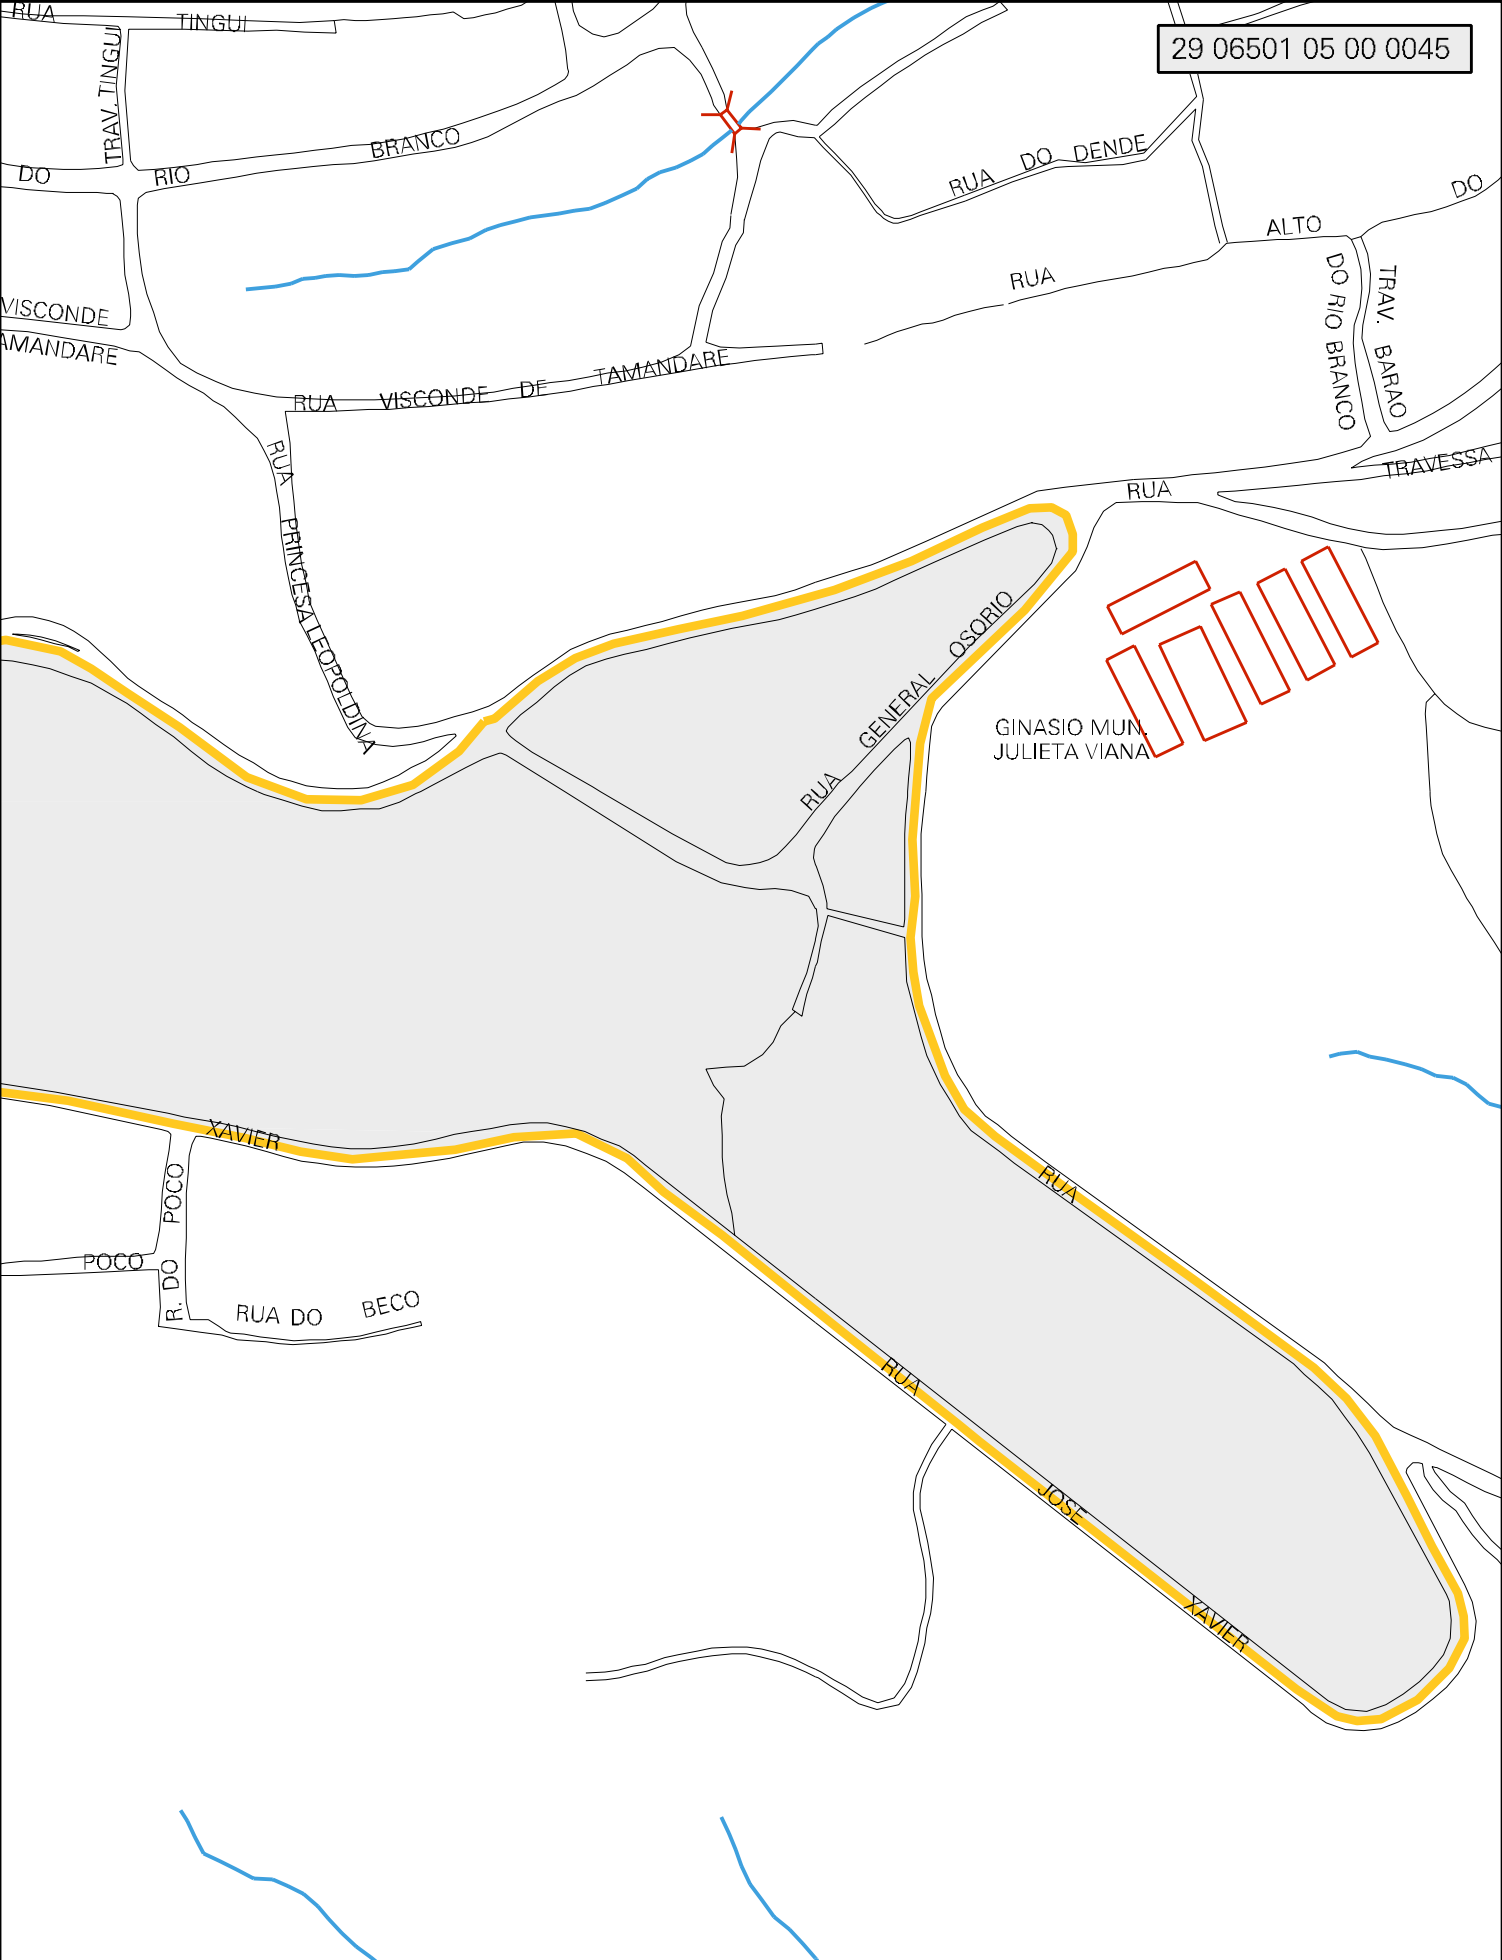 RUA
TINGUI
TRAV. TINGUI
29 06501 05 00 0045
DO
RIO
BRANCO
RUA DO DENDE
DO
ALTO
RUA
VISCONDE
AMANDARE
DO RIO BRANCO
TRAV. BARAO
RUA VISCONDE DE TAMANDARE
RUA PRINCESA LEOPOLDINA
RUA
TRAVESSA
RUA GENERAL OSORIO
GINASIO MUN.
JULIETA VIANA
XAVIER
R. DO POCO
POCO
RUA DO BECO
RUA
RUA JOSE XAVIER